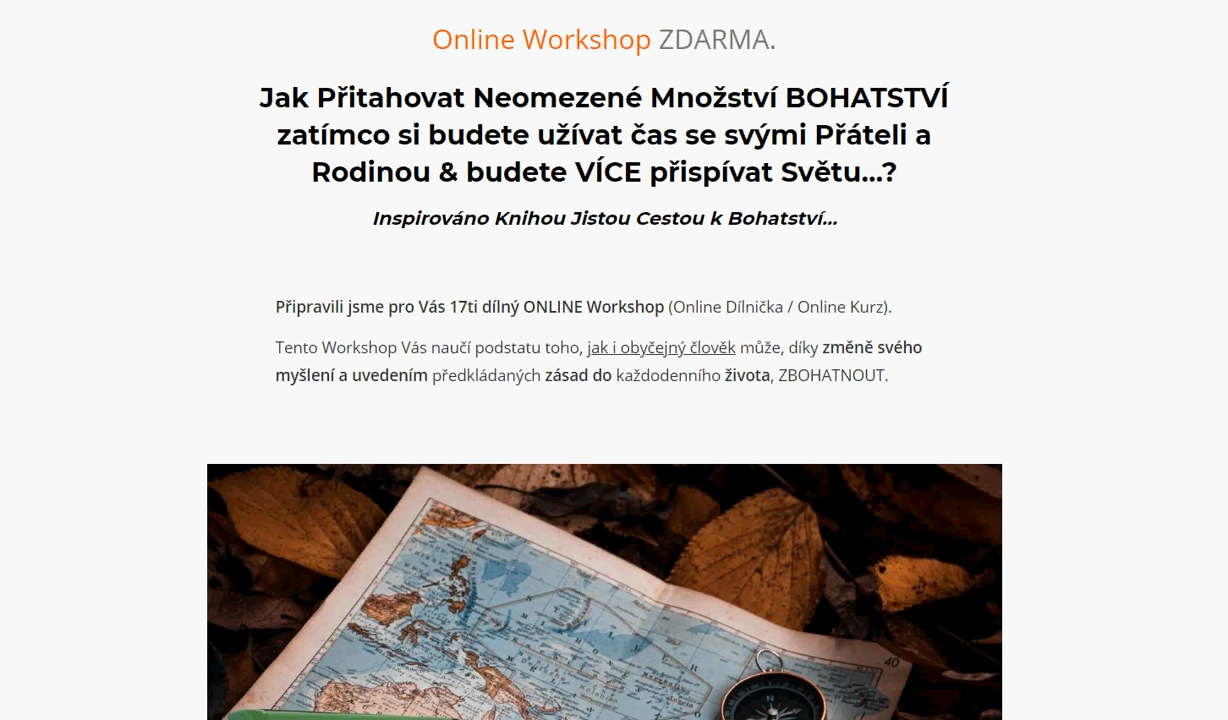 Online Workshop ZDARMA.
Jak Přitahovat Neomezené Množství BOHATSTVÍ
zatímco si budete užívat čas se svými Přáteli a
Rodinou & budete VÍCE přispívat Světu...?
Inspirováno Knihou Jistou Cestou k Bohatství...
Připravili jsme pro Vás 17ti dílný ONLINE Workshop (Online Dílnička / Online Kurz).
Tento Workshop Vás naučí podstatu toho, jak i obyčejný člověk může, díky změně svého
myšlení a uvedením předkládaných zásad do každodenního života, ZBOHATNOUT.
40
N